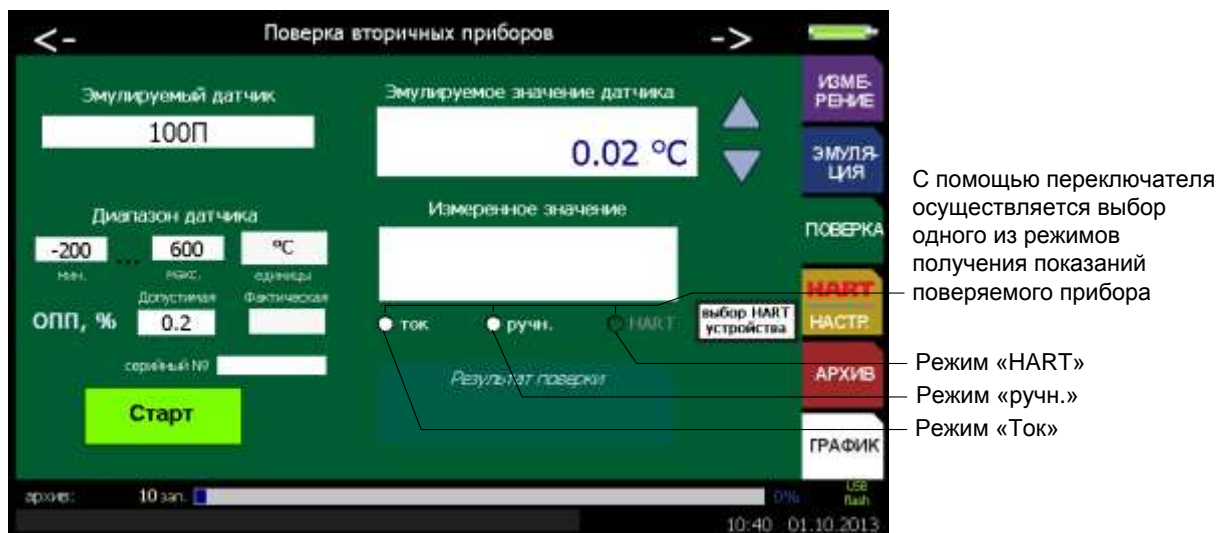 <- Поверка вторичных приборов ->
Эмулируемый датчик
100П
Эмулируемое значение датчика
0.02 °C
Диапазон датчика
-200 ... 600 °C
мин. макс. единицы
Допустимая Фактическая
ОПП, % 0.2
серийный №
Старт
Измеренное значение
ток ручн. HART
выбор HART
устройства
Результат поверки
ИЗМЕ-
РЕНИЕ
ЭМУЛЯ-
ЦИЯ
ПОВЕРКА
HART
НАСТР.
АРХИВ
ГРАФИК
архив: 10 зап. 0%
USB
flash
10:40 01.10.2013
С помощью переключателя
осуществляется выбор
одного из режимов
получения показаний
поверяемого прибора
Режим «HART»
Режим «ручн.»
Режим «Ток»